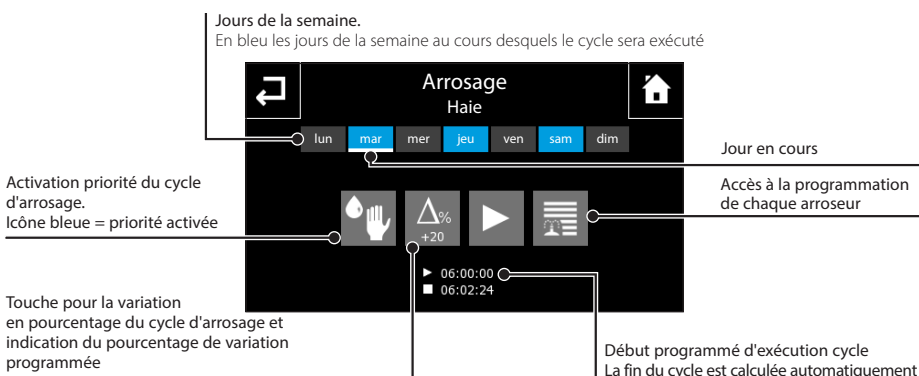 Jours de la semaine.
En bleu les jours de la semaine au cours desquels le cycle sera exécuté
Arrosage
Haie
lun mar mer jeu ven sam dim
Jour en cours
Activation priorité du cycle
d'arrosage.
Icône bleue = priorité activée
Accès à la programmation
de chaque arroseur
Δ%
+20
06:00:00
06:02:24
Touche pour la variation
en pourcentage du cycle d'arrosage et
indication du pourcentage de variation
programmée
Début programmé d'exécution cycle
La fin du cycle est calculée automatiquement